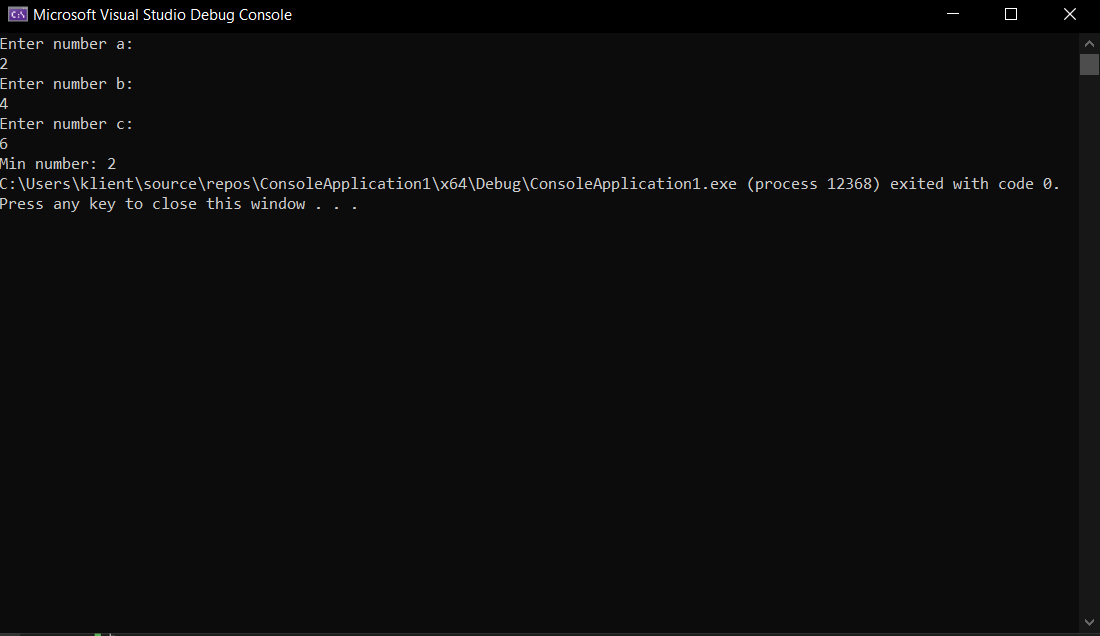 Microsoft Visual Studio Debug Console
Enter number a:
2
Enter number b:
4
Enter number c:
6
Min number: 2
C:\Users\klient\source\repos\ConsoleApplication1\x64\Debug\ConsoleApplication1.exe (process 12368) exited with code 0.
Press any key to close this window . . .